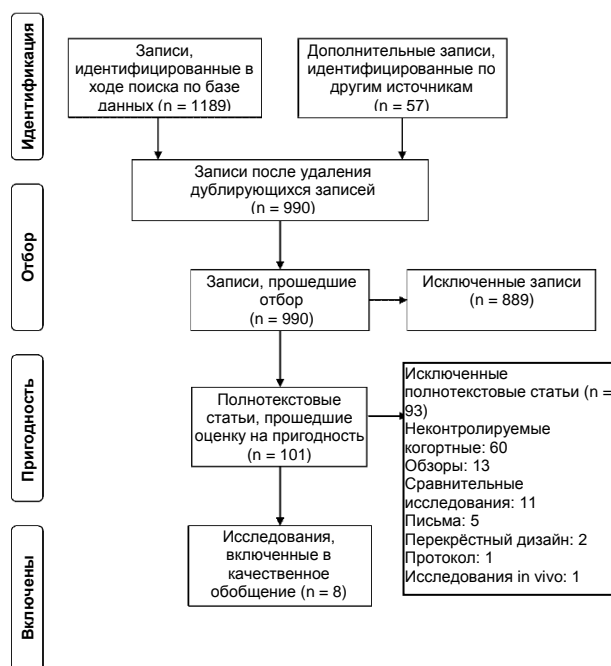 Идентификация
Записи,
идентифицированные в
ходе поиска по базе
данных (n = 1189)
Дополнительные записи,
идентифицированные по
другим источникам
(n = 57)
Записи после удаления
дублирующихся записей
(n = 990)
Отбор
Записи, прошедшие
отбор
(n = 990)
Исключенные записи
(n = 889)
Пригодность
Полнотекстовые
статьи, прошедшие
оценку на пригодность
(n = 101)
Исключенные
полнотекстовые статьи (n =
93)
Неконтролируемые
когортные: 60
Обзоры: 13
Сравнительные
исследования: 11
Письма: 5
Перекрёстный дизайн: 2
Протокол: 1
Исследования in vivo: 1
Включены
Исследования,
включенные в
качественное
обобщение (n = 8)